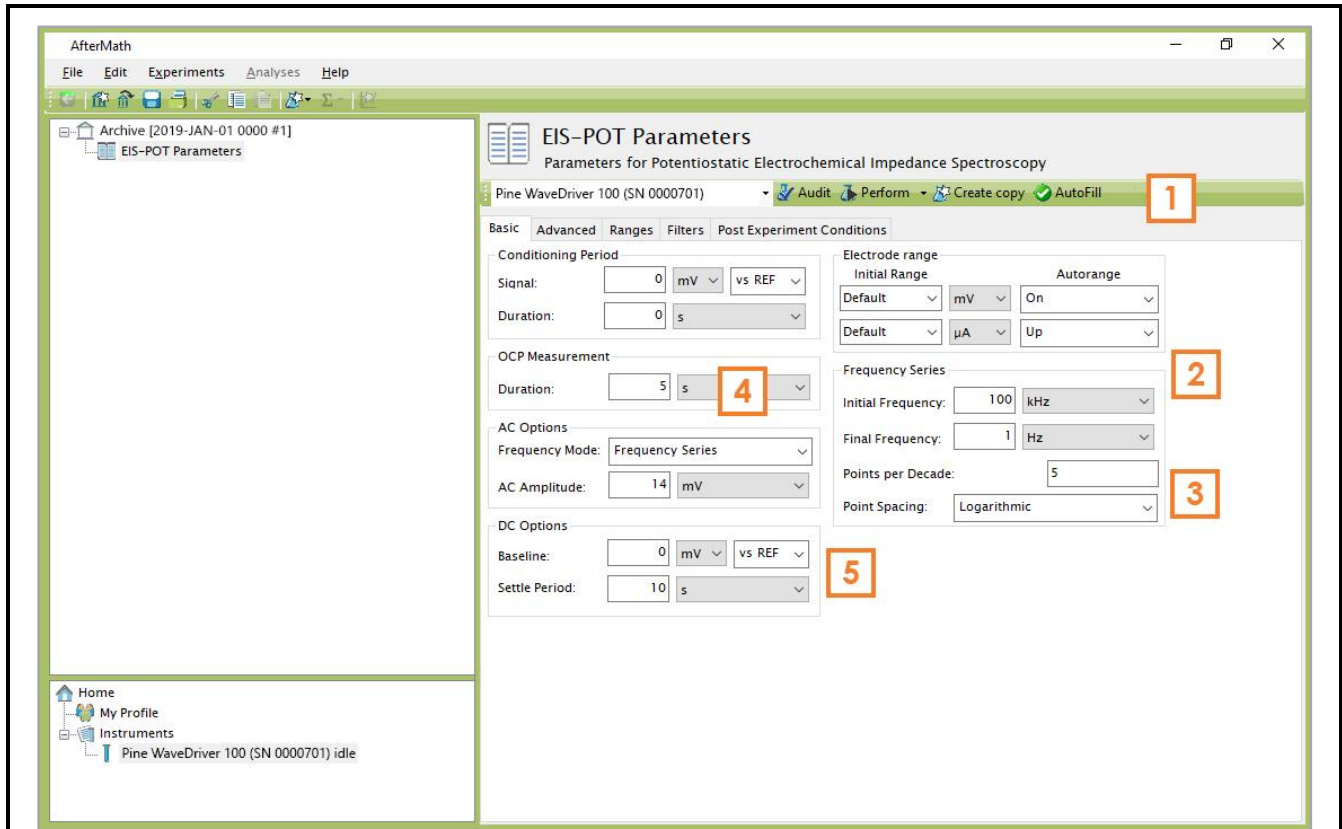 AfterMath
File Edit Experiments Analyses Help
Archive [2019-JAN-01 0000 #1]
EIS-POT Parameters
Home
My Profile
Instruments
Pine WaveDriver 100 (SN 0000701) idle
EIS-POT Parameters
Parameters for Potentiostatic Electrochemical Impedance Spectroscopy
Pine WaveDriver 100 (SN 0000701) Audit Perform Create copy AutoFill
1
Basic Advanced Ranges Filters Post Experiment Conditions
Conditioning Period
Signal: 0 mV vs REF
Duration: 0 s
OCP Measurement
Duration: 5 s
4
AC Options
Frequency Mode: Frequency Series
AC Amplitude: 14 mV
DC Options
Baseline: 0 mV vs REF
Settle Period: 10 s
5
Electrode range
Initial Range Autorange
Default mV On
Default µA Up
2
Frequency Series
Initial Frequency: 100 kHz
Final Frequency: 1 Hz
Points per Decade: 5
Point Spacing: Logarithmic
3